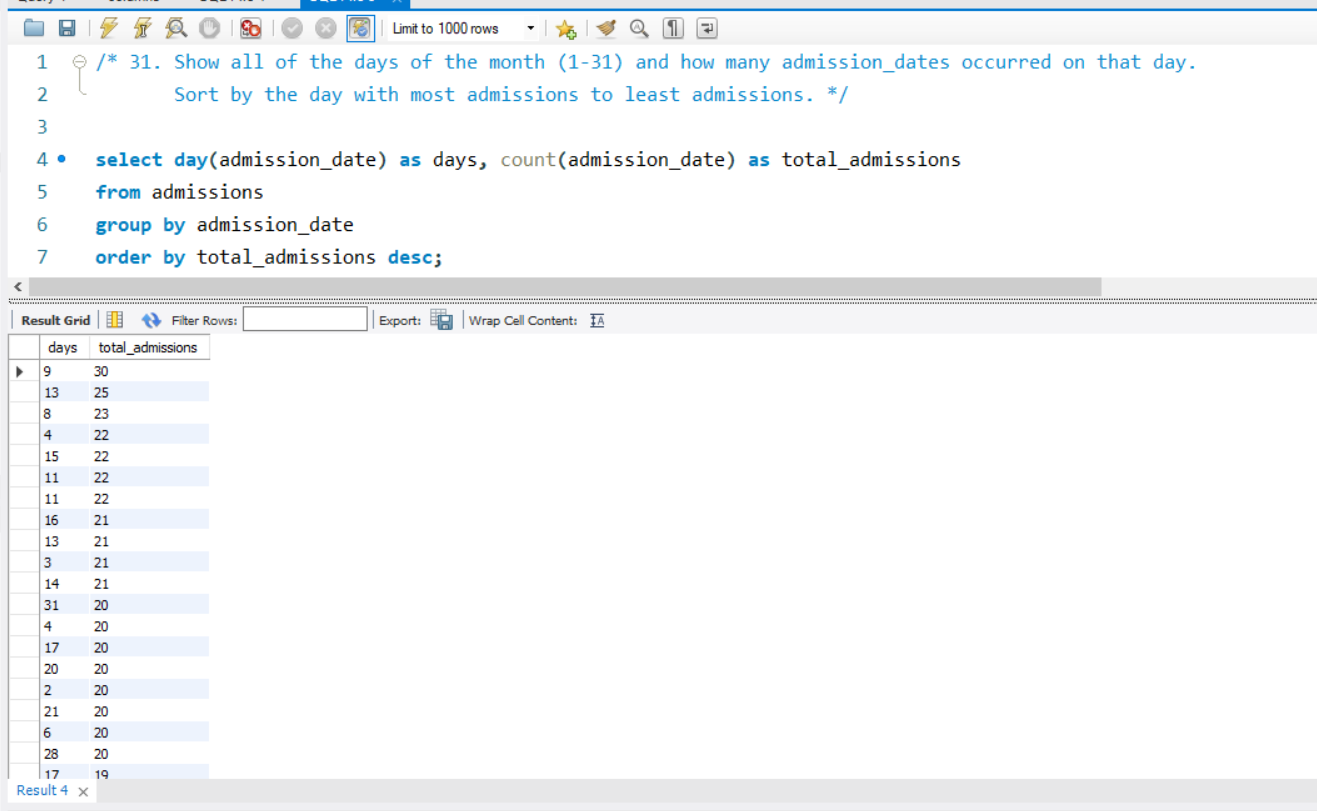 Limit to 1000 rows
1 /* 31. Show all of the days of the month (1-31) and how many admission_dates occurred on that day.
2 Sort by the day with most admissions to least admissions. */
3
4 select day(admission_date) as days, count(admission_date) as total_admissions
5 from admissions
6 group by admission_date
7 order by total_admissions desc;
Result Grid Filter Rows: Export: Wrap Cell Content: IA
days total_admissions
9 30
13 25
8 23
4 22
15 22
11 22
11 22
16 21
13 21
3 21
14 21
31 20
4 20
17 20
20 20
2 20
21 20
6 20
28 20
17 19
Result 4